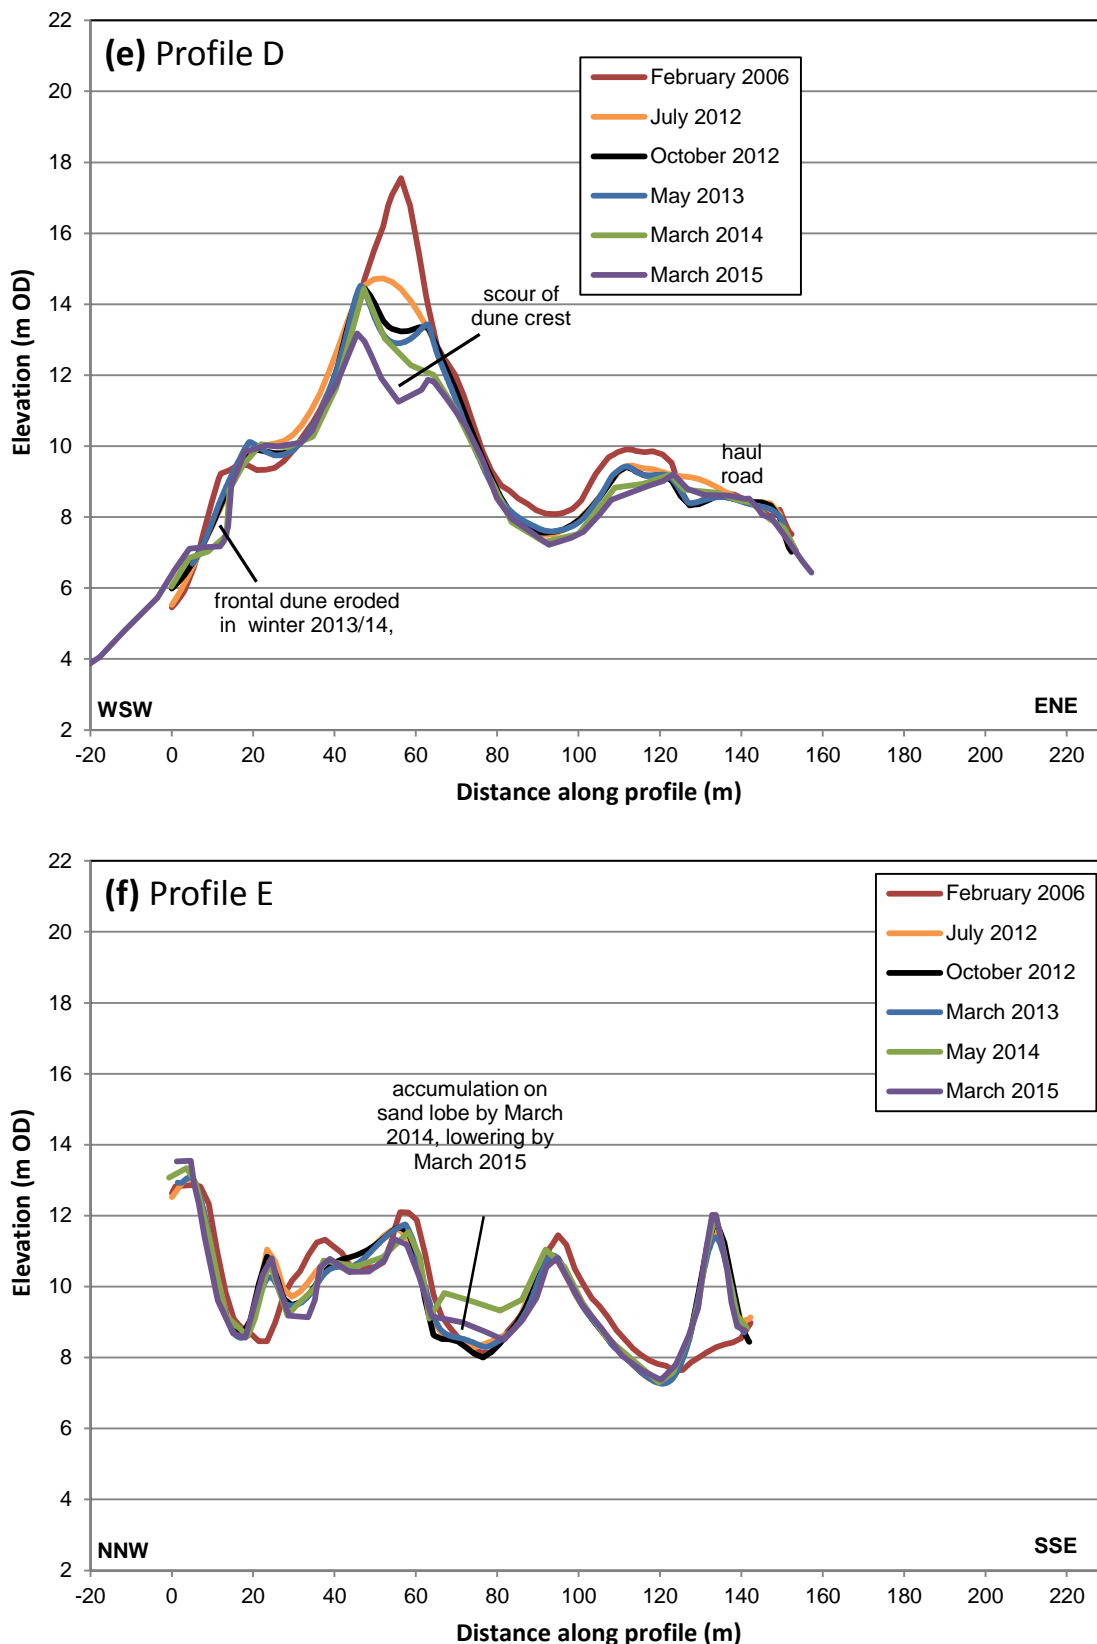 (e) Profile D
22
20
18
16
14
12
10
8
6
4
2
Elevation (m OD)
February 2006
July 2012
October 2012
May 2013
March 2014
March 2015
scour of
dune crest
haul
road
frontal dune eroded
in winter 2013/14,
WSW
ENE
-20 0 20 40 60 80 100 120 140 160 180 200 220
Distance along profile (m)
(f) Profile E
22
20
18
16
14
12
10
8
6
4
2
Elevation (m OD)
February 2006
July 2012
October 2012
March 2013
May 2014
March 2015
accumulation on
sand lobe by March
2014, lowering by
March 2015
NNW
SSE
-20 0 20 40 60 80 100 120 140 160 180 200 220
Distance along profile (m)